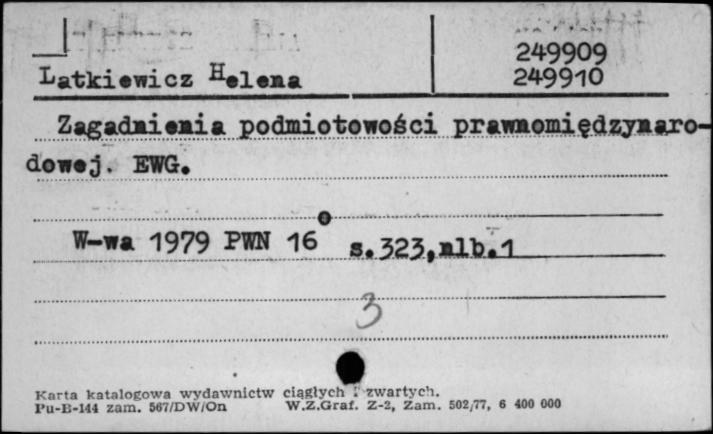 249909
Latkiewicz Helena 249910
Zagadnienia podmiotowości prawnomiędzynaro-
dowej. EWG.
W-wa 1979 PWN 16° s.323,nlb.1
3
Karta katalogowa wydawnictw ciągłych i zwartych.
Pu-B-144 zam. 567/DW/On W.Z.Graf. Z-2, Zam. 502/77, 6 400 000